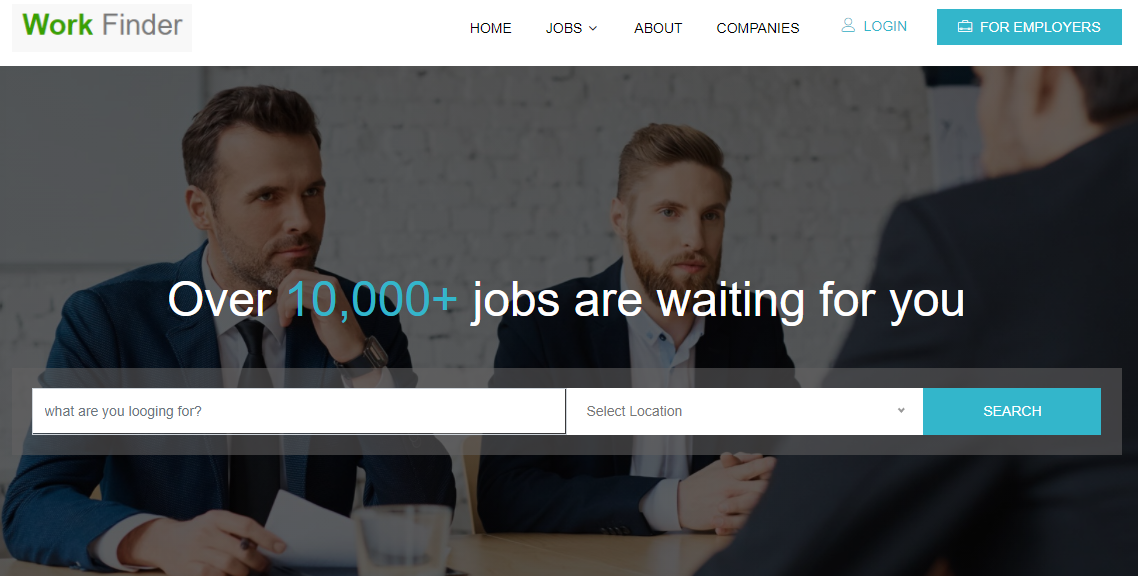 Work Finder
HOME
JOBS
ABOUT
COMPANIES
LOGIN
FOR EMPLOYERS
Over 10,000+ jobs are waiting for you
what are you looging for?
Select Location
SEARCH